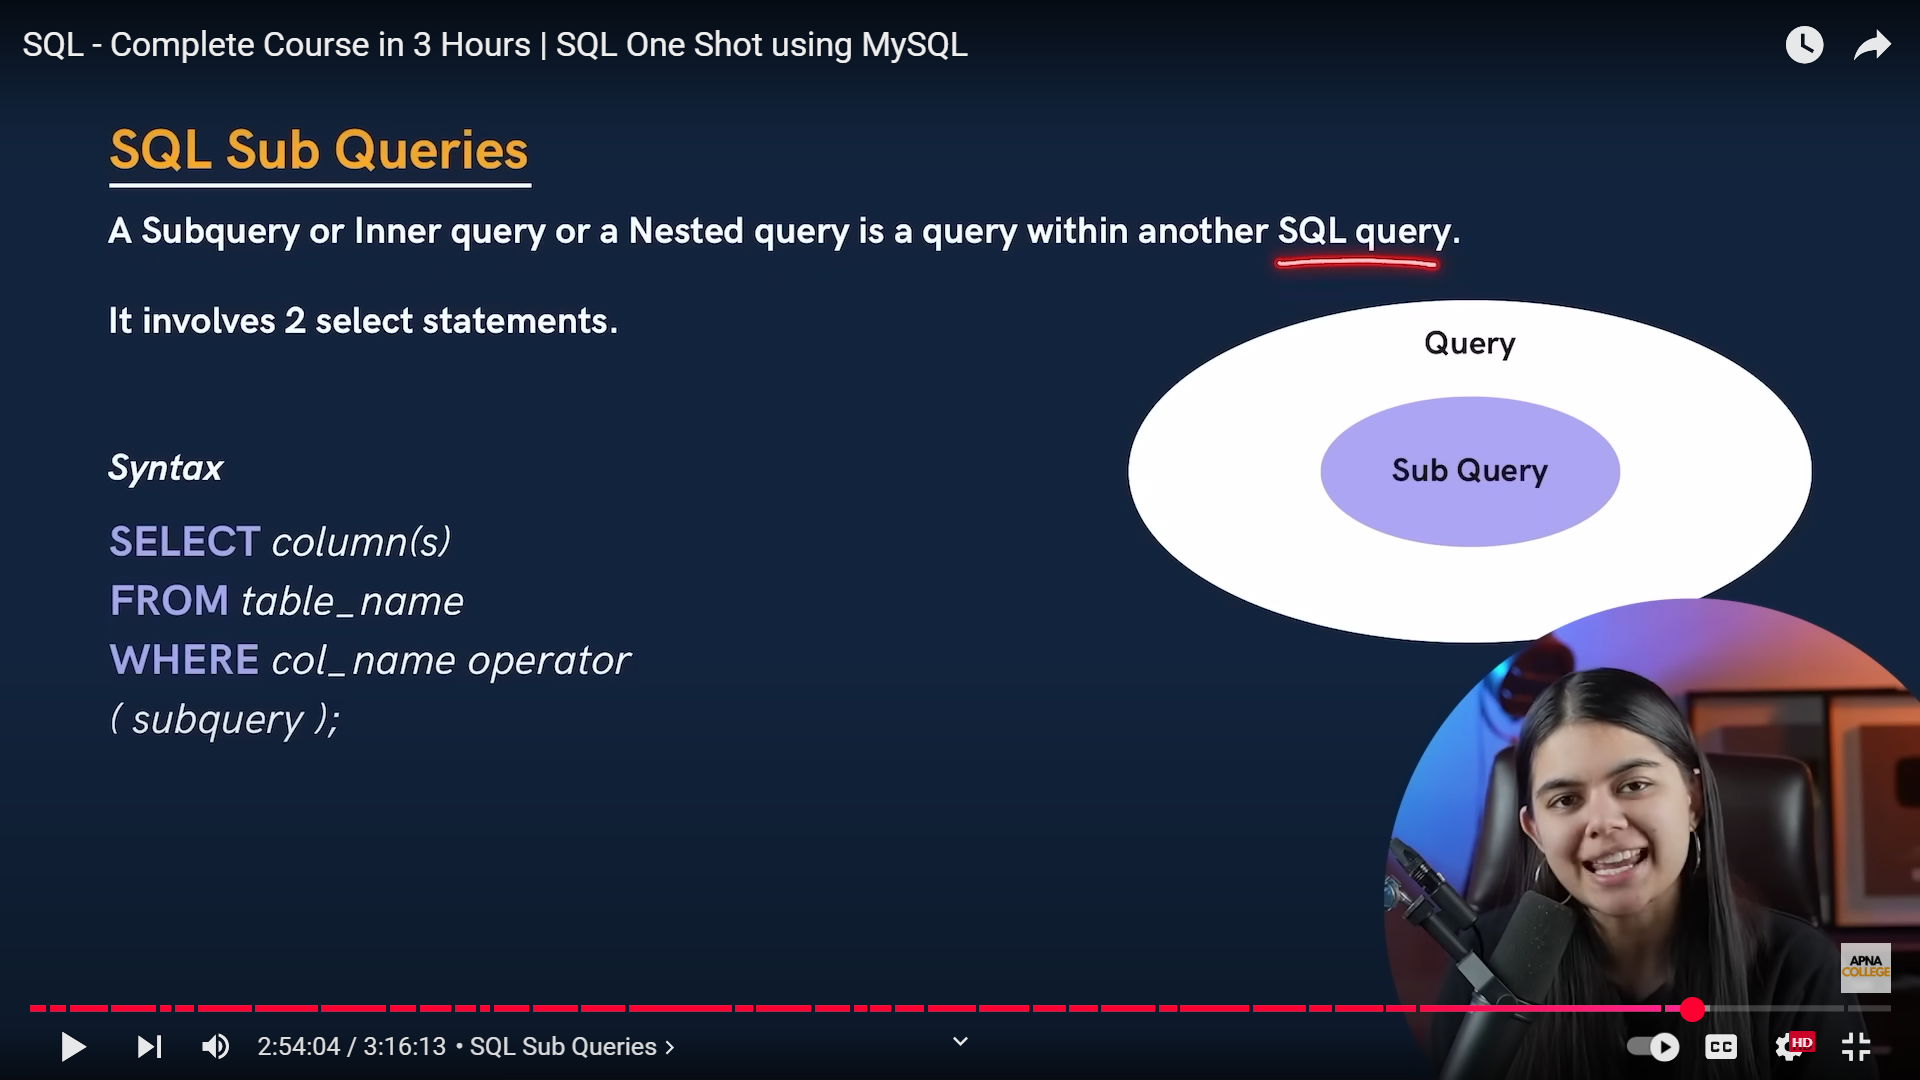 SQL - Complete Course in 3 Hours | SQL One Shot using MySQL
SQL Sub Queries
A Subquery or Inner query or a Nested query is a query within another SQL query.
It involves 2 select statements.
Query
Sub Query
Syntax
SELECT column(s)
FROM table_name
WHERE col_name operator
( subquery );
APNA
COLLEGE
2:54:04 / 3:16:13 • SQL Sub Queries >
CC
HD